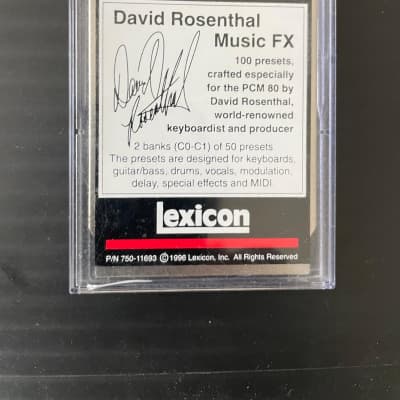 David Rosenthal
Music FX
100 presets,
crafted especially
for the PCM 80 by
David Rosenthal,
world-renowned
keyboardist and producer
David Rosenthal
2 banks (C0-C1) of 50 presets
The presets are designed for keyboards,
guitar/bass, drums, vocals, modulation,
delay, special effects and MIDI.
Lexicon
P/N 750-11693 ©1996 Lexicon, Inc. All Rights Reserved